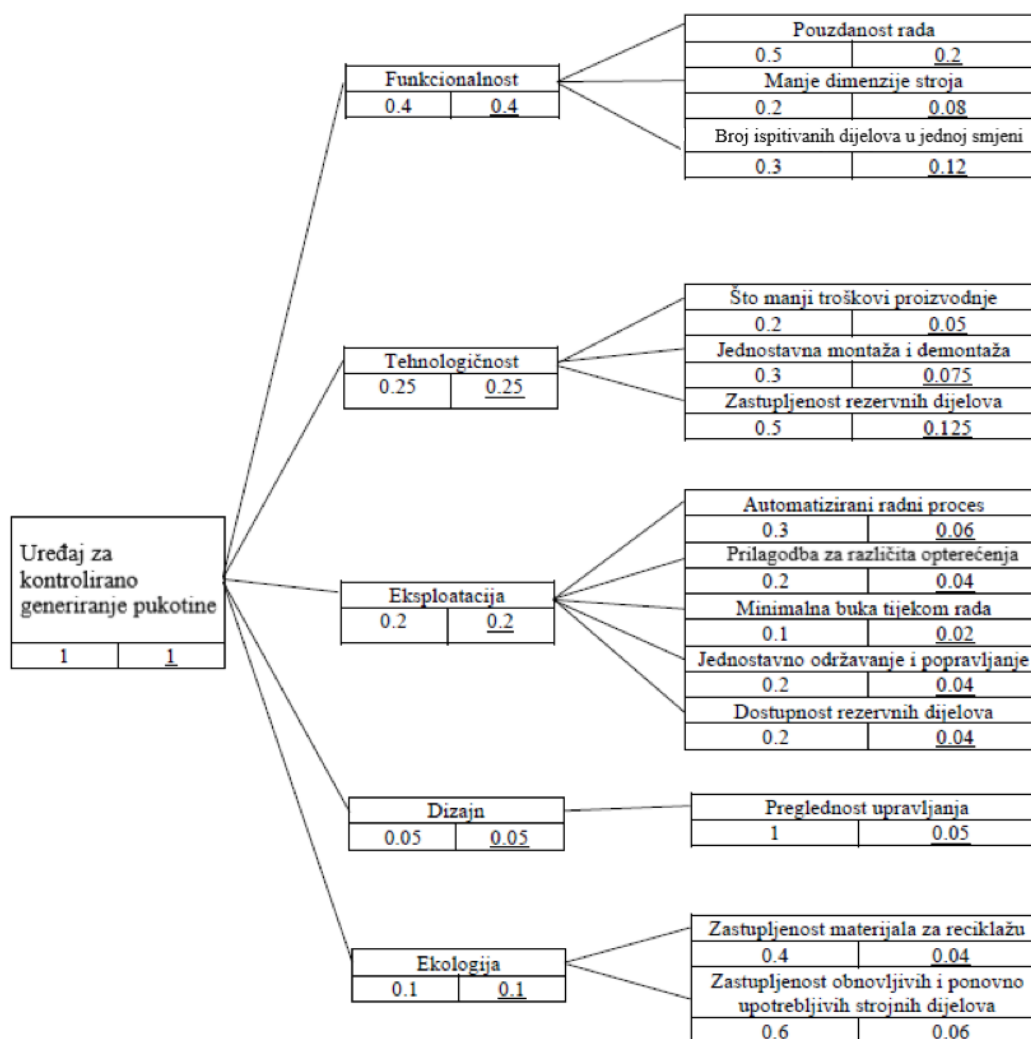 Uređaj za
kontrolirano
generiranje pukotine
1 1
Funkcionalnost
0.4 0.4
Pouzdanost rada
0.5 0.2
Manje dimenzije stroja
0.2 0.08
Broj ispitivanih dijelova u jednoj smjeni
0.3 0.12
Tehnologičnost
0.25 0.25
Što manji troškovi proizvodnje
0.2 0.05
Jednostavna montaža i demontaža
0.3 0.075
Zastupljenost rezervnih dijelova
0.5 0.125
Eksploatacija
0.2 0.2
Automatizirani radni proces
0.3 0.06
Prilagodba za različita opterećenja
0.2 0.04
Minimalna buka tijekom rada
0.1 0.02
Jednostavno održavanje i popravljanje
0.2 0.04
Dostupnost rezervnih dijelova
0.2 0.04
Dizajn
0.05 0.05
Preglednost upravljanja
1 0.05
Ekologija
0.1 0.1
Zastupljenost materijala za reciklažu
0.4 0.04
Zastupljenost obnovljivih i ponovno
upotrebljivih strojnih dijelova
0.6 0.06